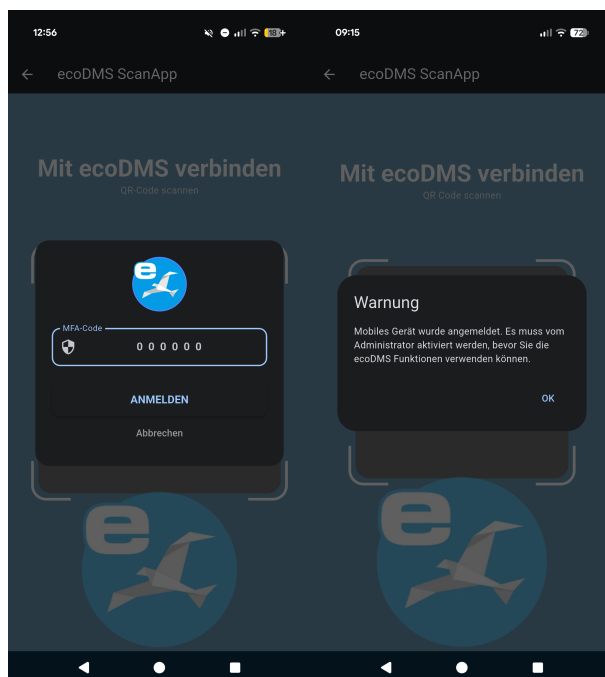 12:56
18
ecoDMS ScanApp
Mit ecoDMS verbinden
QR-Code scannen
e
MFA-Code
000000
ANMELDEN
Abbrechen
e
09:15
72
ecoDMS ScanApp
Mit ecoDMS verbinden
QR Code scannen
Warnung
Mobiles Gerät wurde angemeldet. Es muss vom
Administrator aktiviert werden, bevor Sie die
ecoDMS Funktionen verwenden können.
OK
e